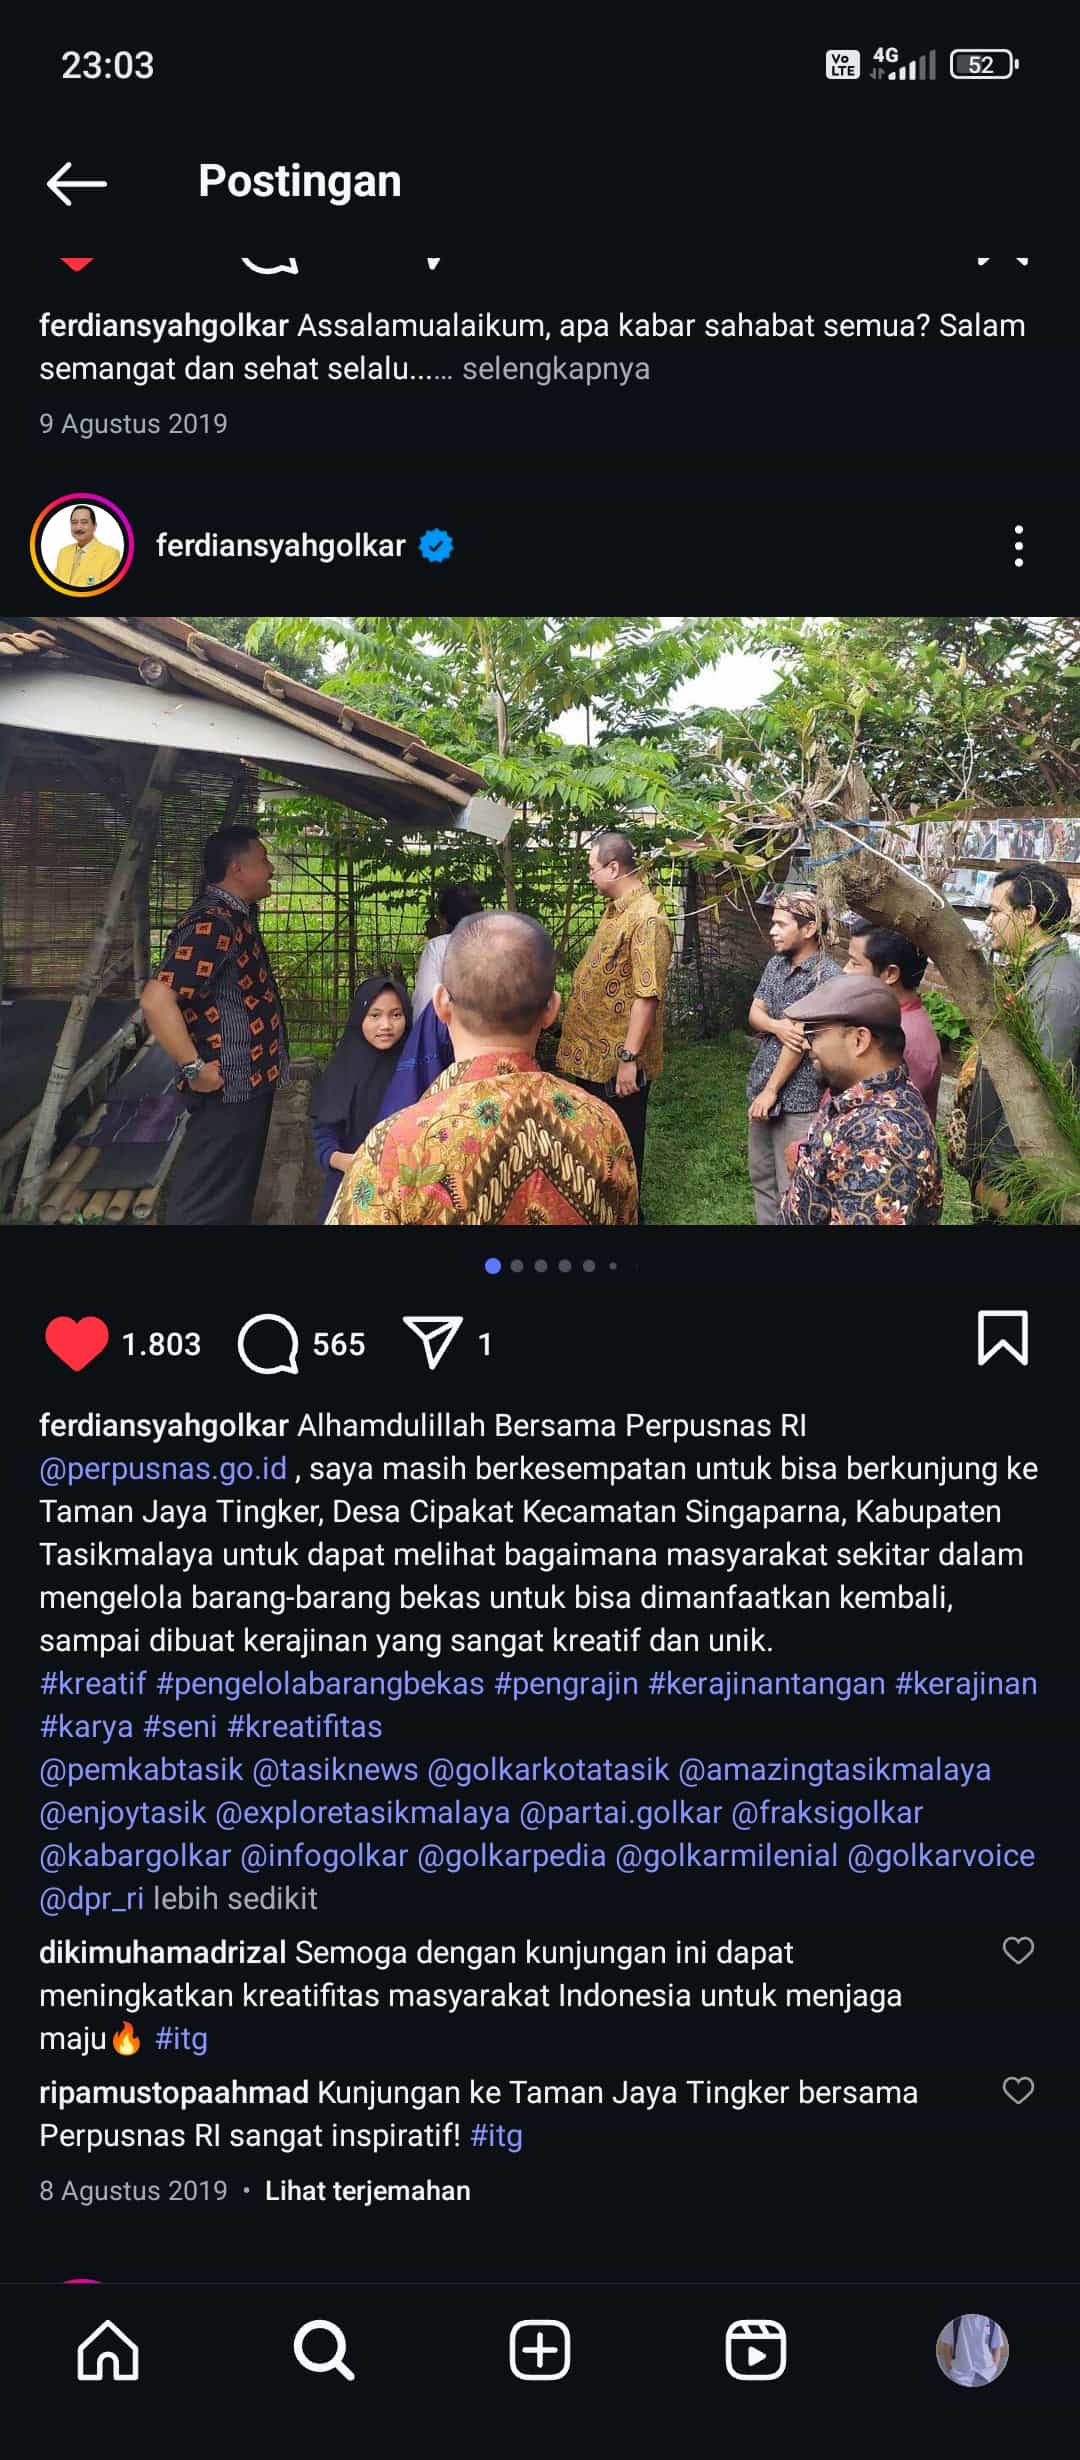 23:03
Vo
LTE
4G
52
Postingan
ferdiansyahgolkar Assalamualaikum, apa kabar sahabat semua? Salam
semangat dan sehat selalu...... selengkapnya
9 Agustus 2019
ferdiansyahgolkar
1.803
565
1
ferdiansyahgolkar Alhamdulillah Bersama Perpusnas RI
@perpusnas.go.id , saya masih berkesempatan untuk bisa berkunjung ke
Taman Jaya Tingker, Desa Cipakat Kecamatan Singaparna, Kabupaten
Tasikmalaya untuk dapat melihat bagaimana masyarakat sekitar dalam
mengelola barang-barang bekas untuk bisa dimanfaatkan kembali,
sampai dibuat kerajinan yang sangat kreatif dan unik.
#kreatif #pengelolabarangbekas #pengrajin #kerajinantangan #kerajinan
#karya #seni #kreatifitas
@pemkabtasik @tasiknews @golkarkotatasik @amazingtasikmalaya
@enjoytasik @exploretasikmalaya @partai.golkar @fraksigolkar
@kabargolkar @infogolkar @golkarpedia @golkarmilenial @golkarvoice
@dpr_ri lebih sedikit
dikimuhamadrizal Semoga dengan kunjungan ini dapat
meningkatkan kreatifitas masyarakat Indonesia untuk menjaga
maju🔥 #itg
ripamustopaahmad Kunjungan ke Taman Jaya Tingker bersama
Perpusnas RI sangat inspiratif! #itg
8 Agustus 2019 • Lihat terjemahan